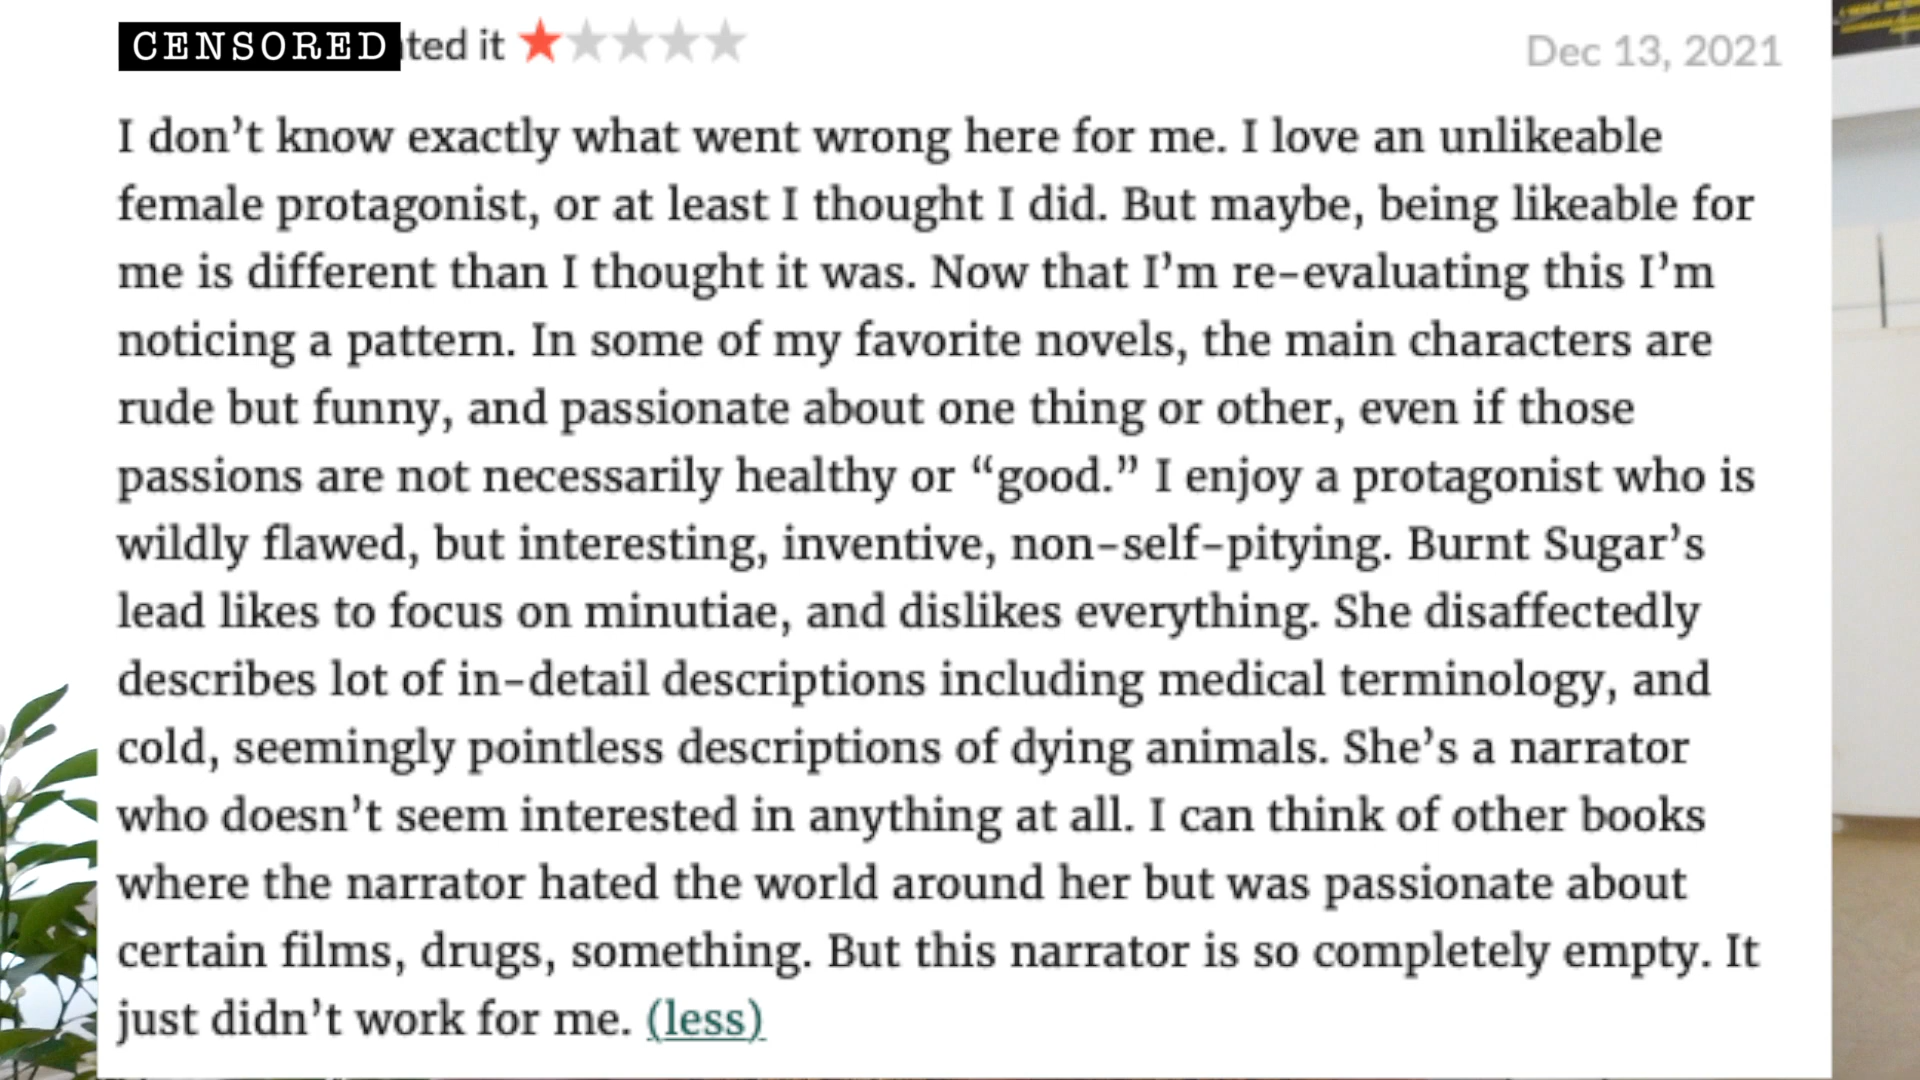 CENSORED ted it Dec 13, 2021
I don’t know exactly what went wrong here for me. I love an unlikeable
female protagonist, or at least I thought I did. But maybe, being likeable for
me is different than I thought it was. Now that I’m re-evaluating this I’m
noticing a pattern. In some of my favorite novels, the main characters are
rude but funny, and passionate about one thing or other, even if those
passions are not necessarily healthy or “good.” I enjoy a protagonist who is
wildly flawed, but interesting, inventive, non-self-pitying. Burnt Sugar’s
lead likes to focus on minutiae, and dislikes everything. She disaffectedly
describes lot of in-detail descriptions including medical terminology, and
cold, seemingly pointless descriptions of dying animals. She’s a narrator
who doesn’t seem interested in anything at all. I can think of other books
where the narrator hated the world around her but was passionate about
certain films, drugs, something. But this narrator is so completely empty. It
just didn’t work for me. (less)